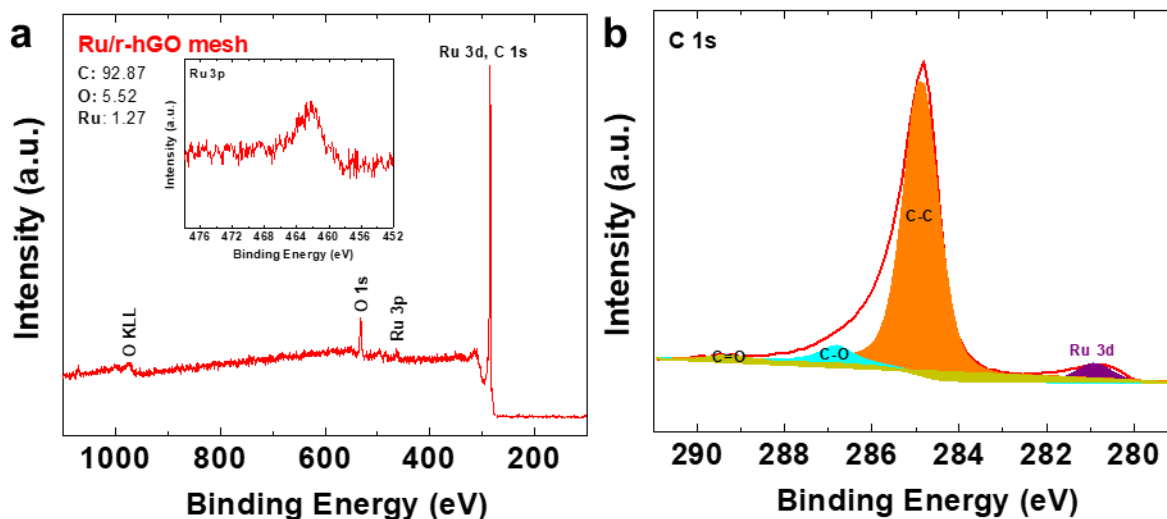 a
Ru/r-hGO mesh
C: 92.87
O: 5.52
Ru: 1.27
Ru 3d, C 1s
Ru 3p
Intensity (a.u.)
476 472 468 464 460 456 452
Binding Energy (eV)
O KLL
O 1s
Ru 3p
Intensity (a.u.)
1000 800 600 400 200
Binding Energy (eV)
b
C 1s
C-C
C=O
C-O
Ru 3d
Intensity (a.u.)
290 288 286 284 282 280
Binding Energy (eV)